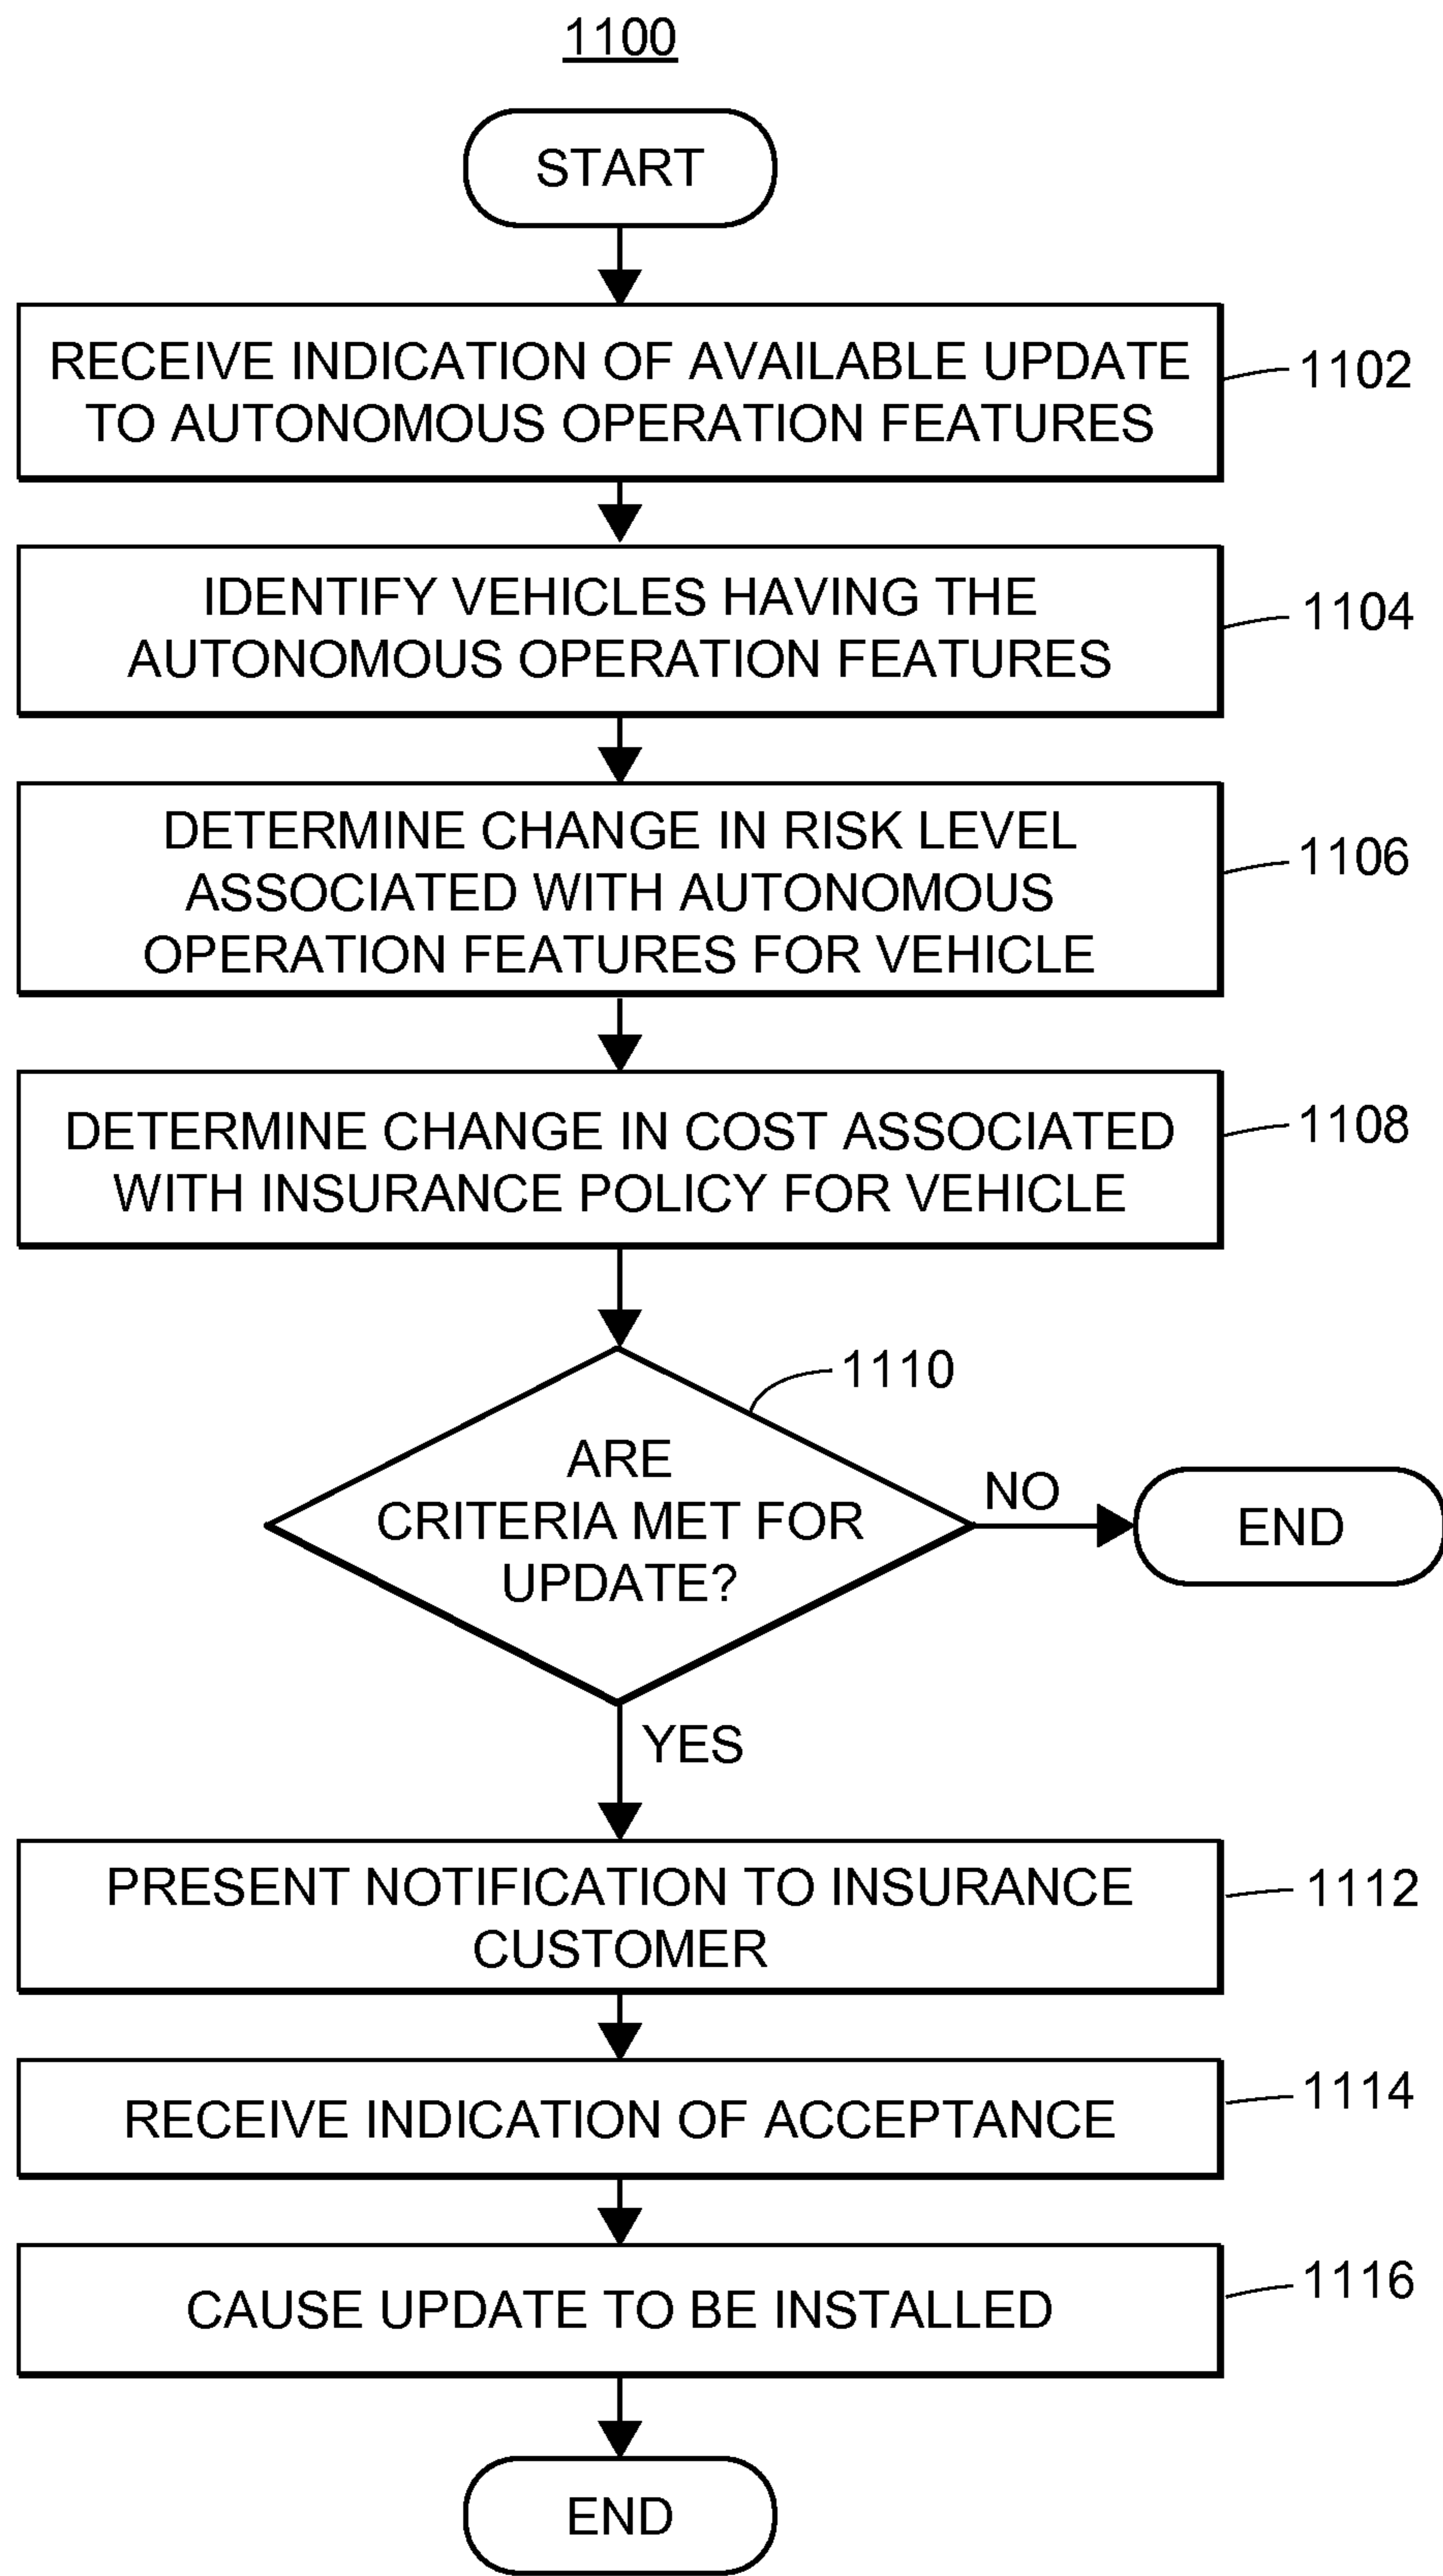 1100
START
RECEIVE INDICATION OF AVAILABLE UPDATE
TO AUTONOMOUS OPERATION FEATURES
1102
IDENTIFY VEHICLES HAVING THE
AUTONOMOUS OPERATION FEATURES
1104
DETERMINE CHANGE IN RISK LEVEL
ASSOCIATED WITH AUTONOMOUS
OPERATION FEATURES FOR VEHICLE
1106
DETERMINE CHANGE IN COST ASSOCIATED
WITH INSURANCE POLICY FOR VEHICLE
1108
1110
ARE
CRITERIA MET FOR
UPDATE?
NO
END
YES
PRESENT NOTIFICATION TO INSURANCE
CUSTOMER
1112
RECEIVE INDICATION OF ACCEPTANCE
1114
CAUSE UPDATE TO BE INSTALLED
1116
END